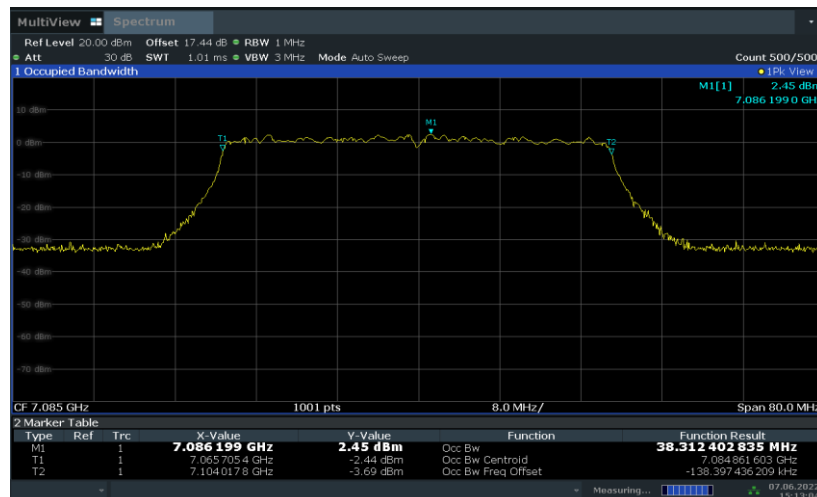 MultiView Spectrum
Ref Level 20.00 dBm Offset 17.44 dB RBW 1 MHz
Att 30 dB SWT 1.01 ms VBW 3 MHz Mode Auto Sweep Count 500/500
1 Occupied Bandwidth 1Pk View
M1[1] 2.45 dBm
7.086 199 0 GH
M1
10 dBm
T1
T2
0 dBm
-10 dBm
-20 dBm
-30 dBm
-40 dBm
-50 dBm
-60 dBm
-70 dBm
CF 7.085 GHz 1001 pts 8.0 MHz/ Span 80.0 MHz
2 Marker Table
Type Ref Trc X-Value Y-Value Function Function Result
M1 1 7.086 199 GHz 2.45 dBm Occ Bw 38.312 402 835 MHz
T1 1 7.065 705 4 GHz -2.44 dBm Occ Bw Centroid 7.084 861 603 GHz
T2 1 7.104 017 8 GHz -3.69 dBm Occ Bw Freq Offset -138.397 436 209 kHz
Measuring... 07.06.202
15:13:0